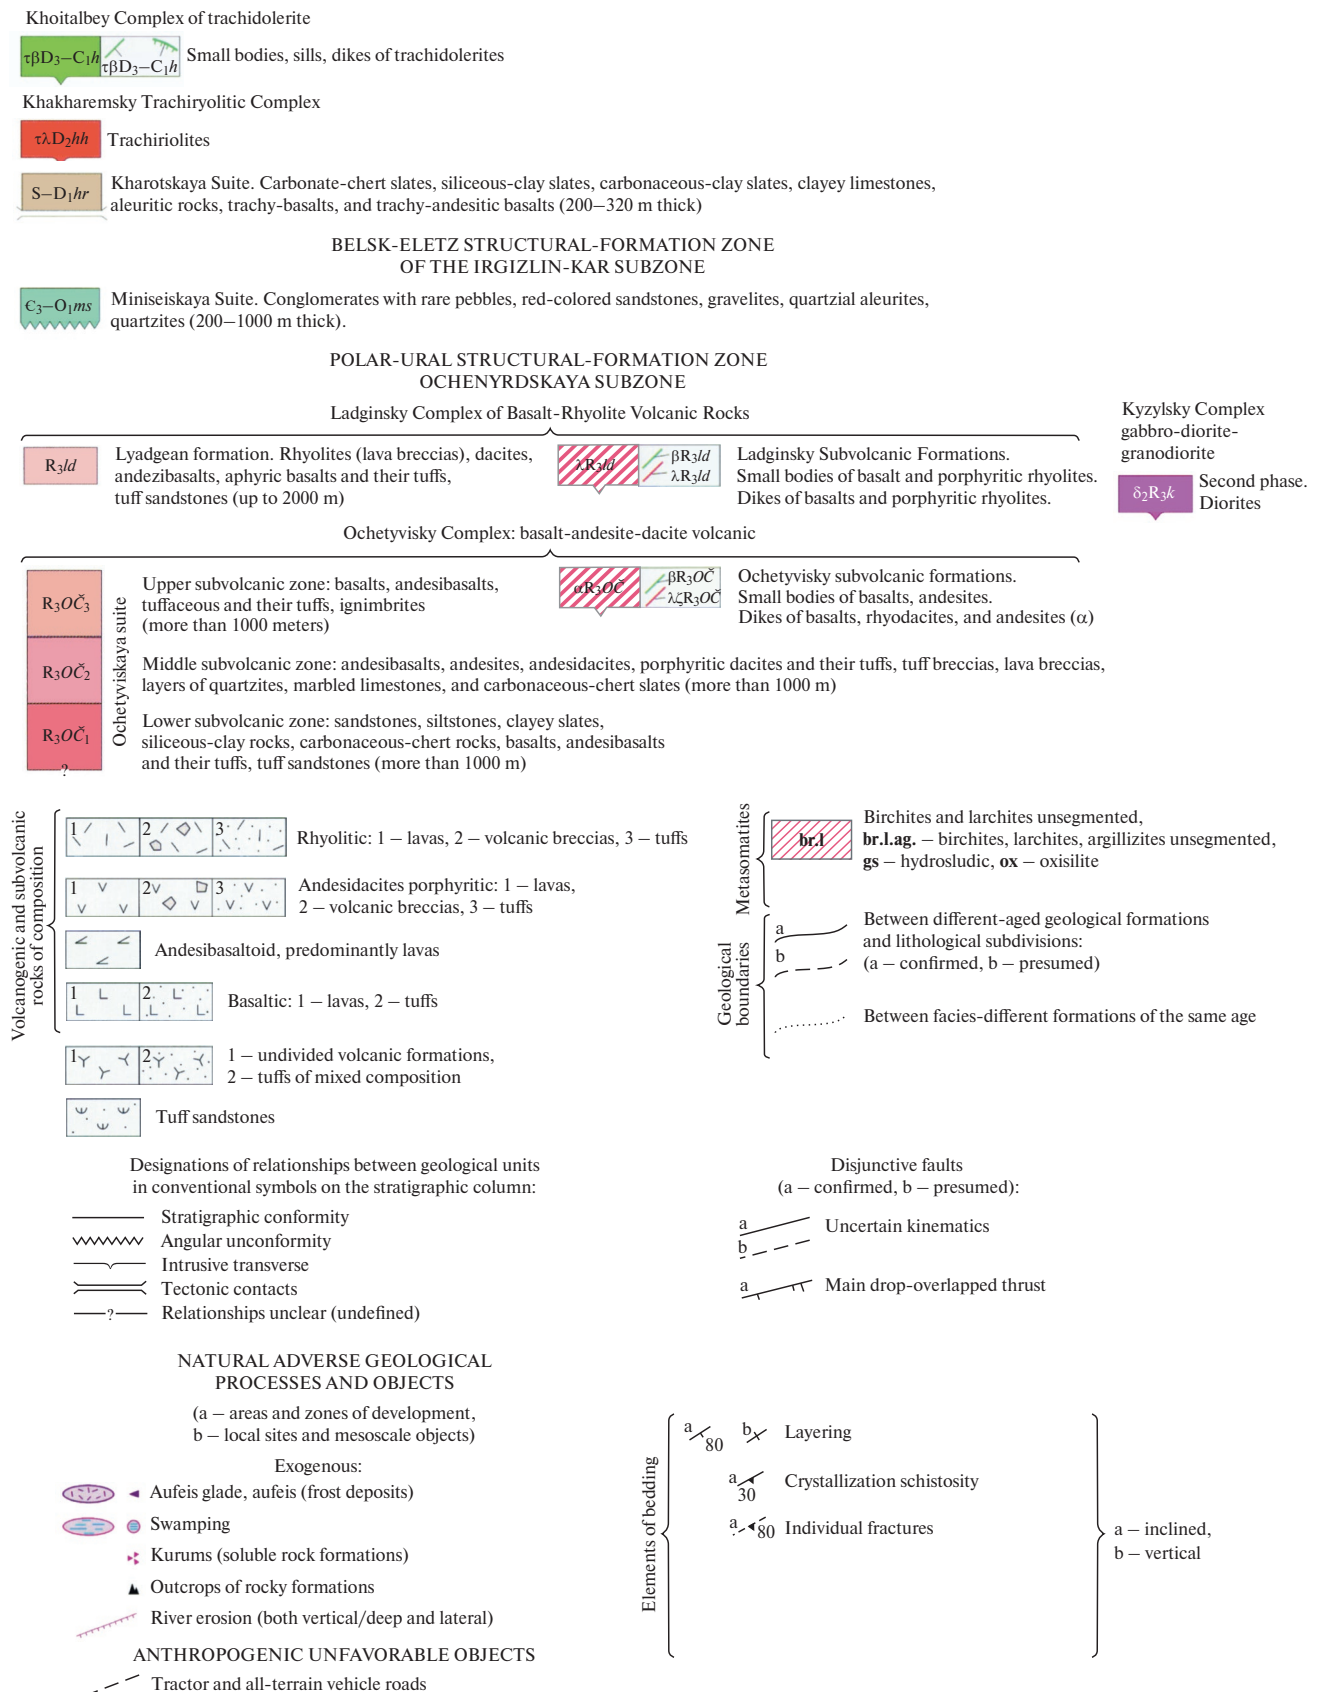 Khoitalbey Complex of trachidolerite
τβD₃–C₁h τβD₃–C₁h Small bodies, sills, dikes of trachidolerites
Khakharemsky Trachiryolitic Complex
τλD₂hh Trachiriolites
S–D₁hr Kharotskaya Suite. Carbonate-chert slates, siliceous-clay slates, carbonaceous-clay slates, clayey limestones,
aleuritic rocks, trachy-basalts, and trachy-andesitic basalts (200–320 m thick)
BELSK-ELETZ STRUCTURAL-FORMATION ZONE
OF THE IRGIZLIN-KAR SUBZONE
Є₃–O₁ms Miniseiskaya Suite. Conglomerates with rare pebbles, red-colored sandstones, gravelites, quartzial aleurites,
quartzites (200–1000 m thick).
POLAR-URAL STRUCTURAL-FORMATION ZONE
OCHENYRDSKAYA SUBZONE
Ladginsky Complex of Basalt-Rhyolite Volcanic Rocks
R₃ld Lyadgean formation. Rhyolites (lava breccias), dacites,
andezibasalts, aphyric basalts and their tuffs,
tuff sandstones (up to 2000 m)
λR₃ld βR₃ld
λR₃ld
Ladginsky Subvolcanic Formations.
Small bodies of basalt and porphyritic rhyolites.
Dikes of basalts and porphyritic rhyolites.
Kyzylsky Complex
gabbro-diorite-
granodiorite
δ₂R₃k Second phase.
Diorites
Ochetyvisky Complex: basalt-andesite-dacite volcanic
R₃OČ₃ Upper subvolcanic zone: basalts, andesibasalts,
tuffaceous and their tuffs, ignimbrites
(more than 1000 meters)
αR₃OČ βR₃OČ
λζR₃OČ
Ochetyvisky subvolcanic formations.
Small bodies of basalts, andesites.
Dikes of basalts, rhyodacites, and andesites (α)
Ochetyviskaya suite
R₃OČ₂ Middle subvolcanic zone: andesibasalts, andesites, andesidacites, porphyritic dacites and their tuffs, tuff breccias, lava breccias,
layers of quartzites, marbled limestones, and carbonaceous-chert slates (more than 1000 m)
R₃OČ₁ Lower subvolcanic zone: sandstones, siltstones, clayey slates,
siliceous-clay rocks, carbonaceous-chert rocks, basalts, andesibasalts
and their tuffs, tuff sandstones (more than 1000 m)
?
Volcanogenic and subvolcanic
rocks of composition
1 2 3 Rhyolitic: 1 – lavas, 2 – volcanic breccias, 3 – tuffs
1 2 3 Andesidacites porphyritic: 1 – lavas,
2 – volcanic breccias, 3 – tuffs
Andesibasaltoid, predominantly lavas
1 2 Basaltic: 1 – lavas, 2 – tuffs
1 2 1 – undivided volcanic formations,
2 – tuffs of mixed composition
Tuff sandstones
Metasomatites
br.l Birchites and larchites unsegmented,
br.l.ag. – birchites, larchites, argillizites unsegmented,
gs – hydrosludic, ox – oxisilite
Geological
boundaries
a
b
Between different-aged geological formations
and lithological subdivisions:
(a – confirmed, b – presumed)
Between facies-different formations of the same age
Designations of relationships between geological units
in conventional symbols on the stratigraphic column:
Stratigraphic conformity
Angular unconformity
Intrusive transverse
Tectonic contacts
? Relationships unclear (undefined)
Disjunctive faults
(a – confirmed, b – presumed):
a
b
Uncertain kinematics
a Main drop-overlapped thrust
NATURAL ADVERSE GEOLOGICAL
PROCESSES AND OBJECTS
(a – areas and zones of development,
b – local sites and mesoscale objects)
Exogenous:
Aufeis glade, aufeis (frost deposits)
Swamping
Kurums (soluble rock formations)
Outcrops of rocky formations
River erosion (both vertical/deep and lateral)
ANTHROPOGENIC UNFAVORABLE OBJECTS
Tractor and all-terrain vehicle roads
Elements of bedding
a 80 b Layering
a 30 Crystallization schistosity
a 80 Individual fractures
a – inclined,
b – vertical